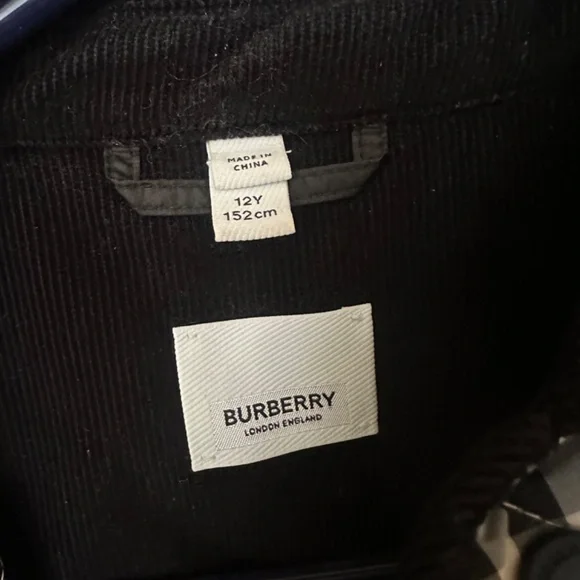 MADE IN
CHINA
12Y
152cm
BURBERRY
LONDON ENGLAND